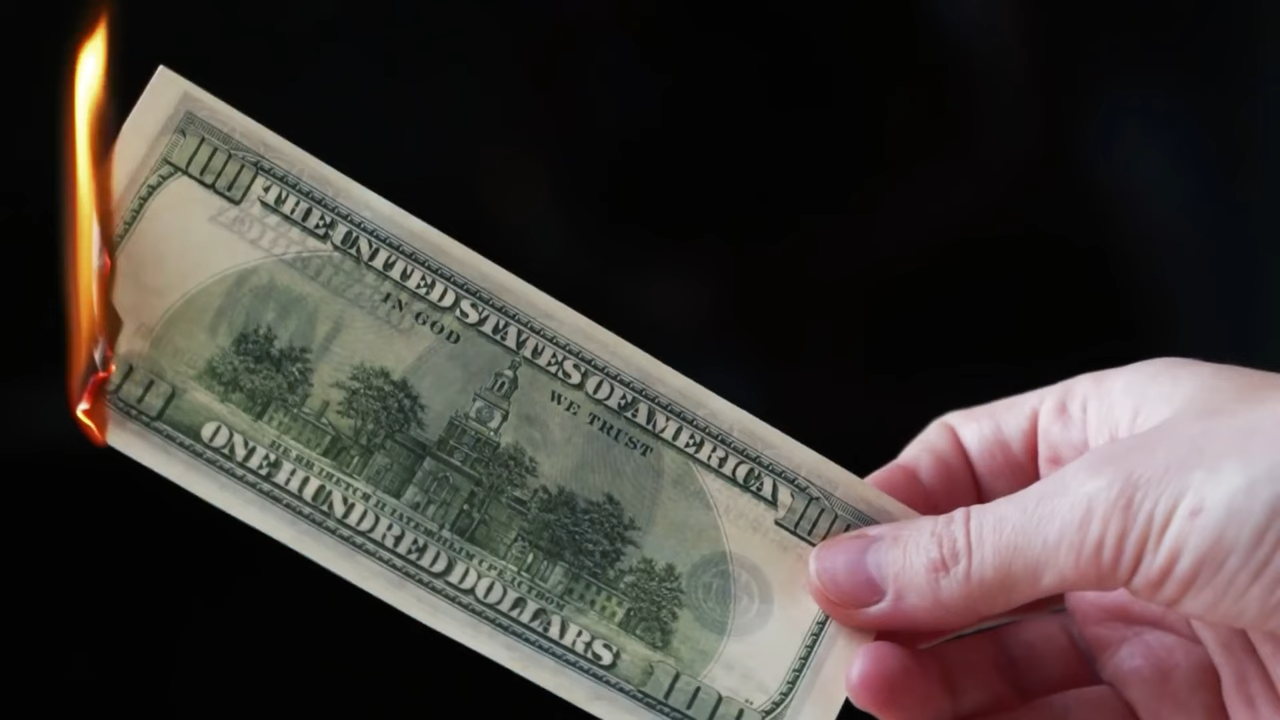 100
THE UNITED STATES OF AMERICA
100
IN GOD
WE TRUST
ONE HUNDRED DOLLARS
100